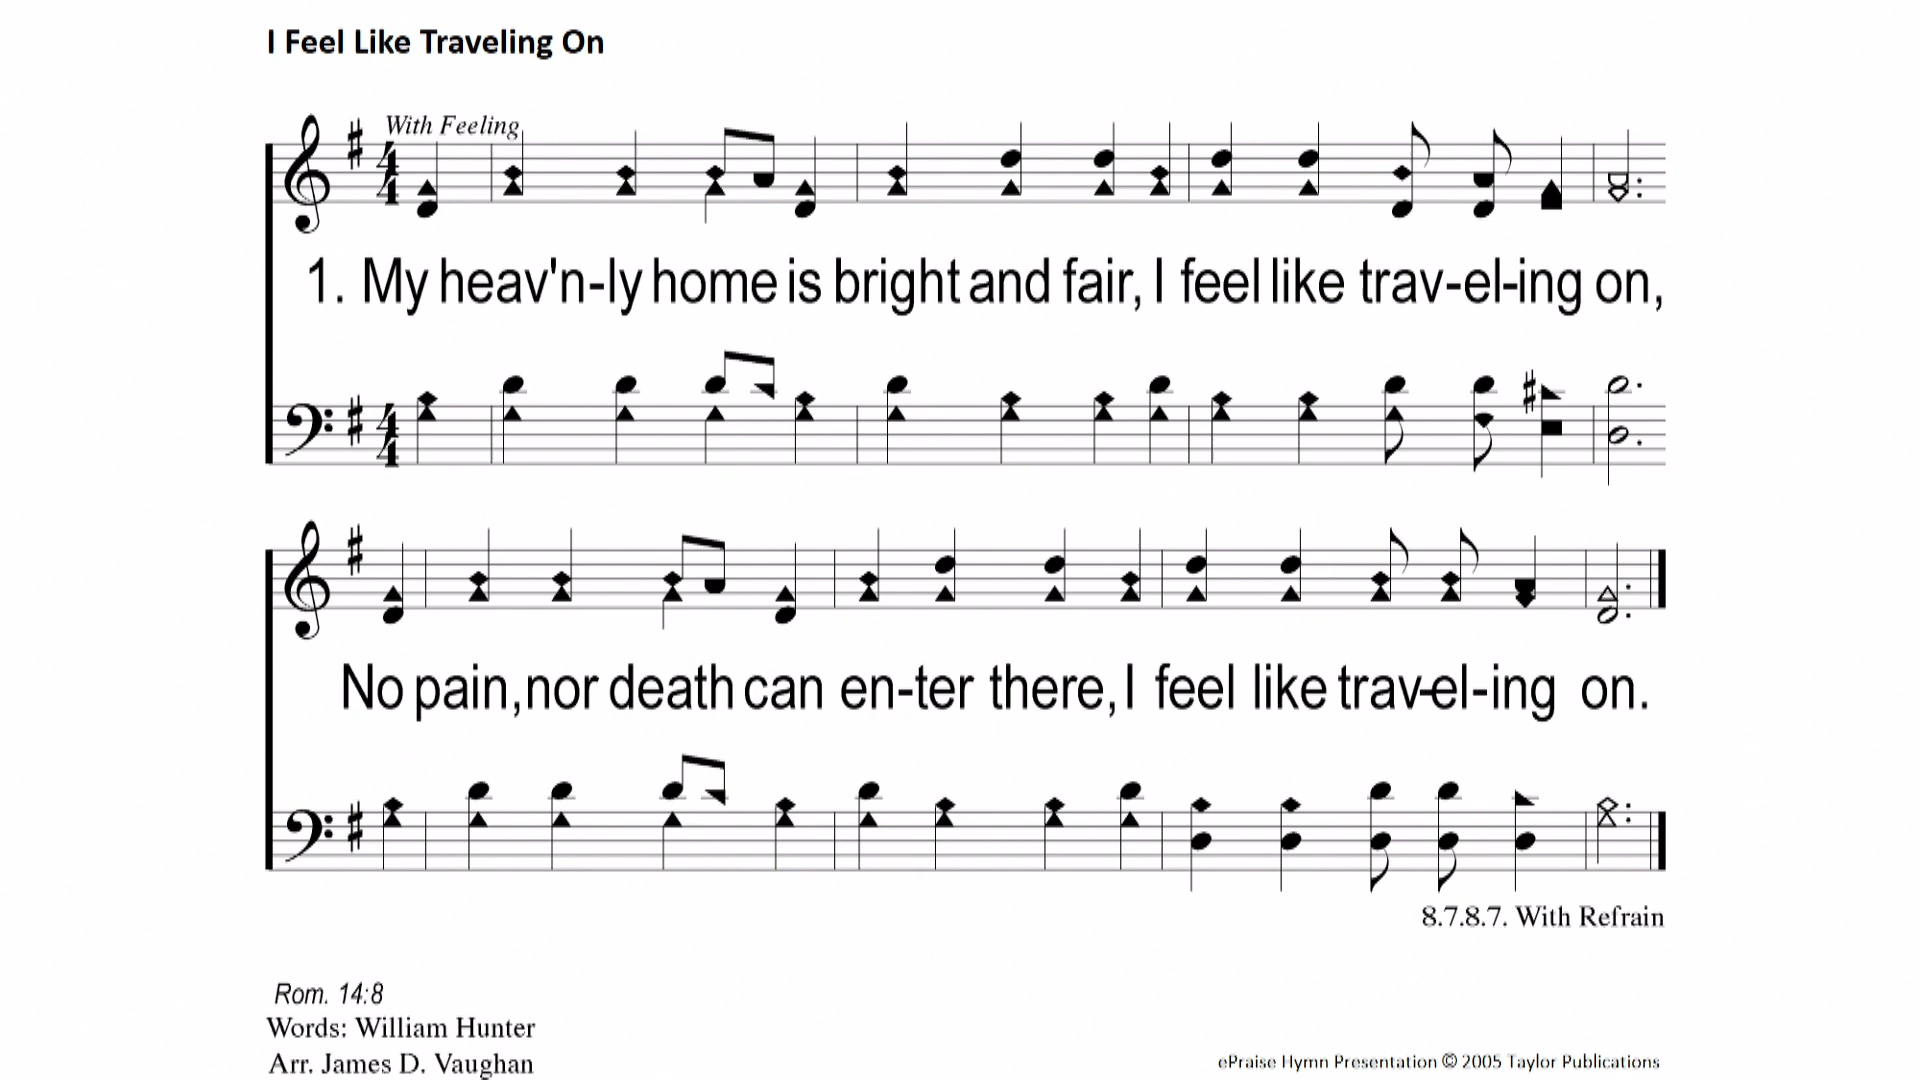 I Feel Like Traveling On
With Feeling
1. My heav'n-ly home is bright and fair, I feel like trav-el-ing on,
No pain, nor death can en-ter there, I feel like trav-el-ing on.
8.7.8.7. With Refrain
Rom. 14:8
Words: William Hunter
Arr. James D. Vaughan
ePraise Hymn Presentation © 2005 Taylor Publications